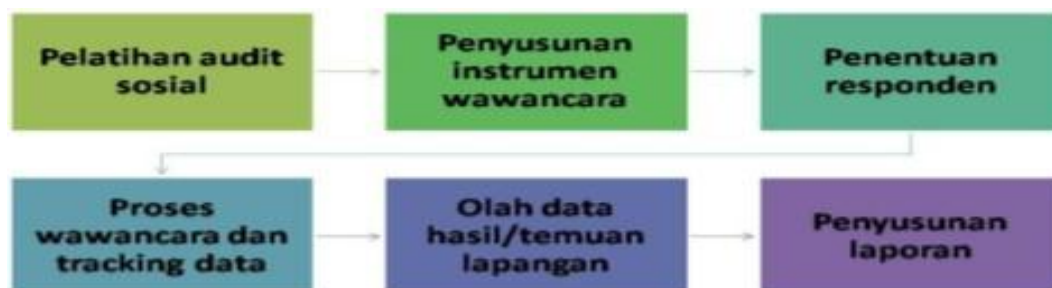 Pelatihan audit
sosial
Penyusunan
instrumen
wawancara
Penentuan
responden
Proses
wawancara dan
tracking data
Olah data
hasil/temuan
lapangan
Penyusunan
laporan